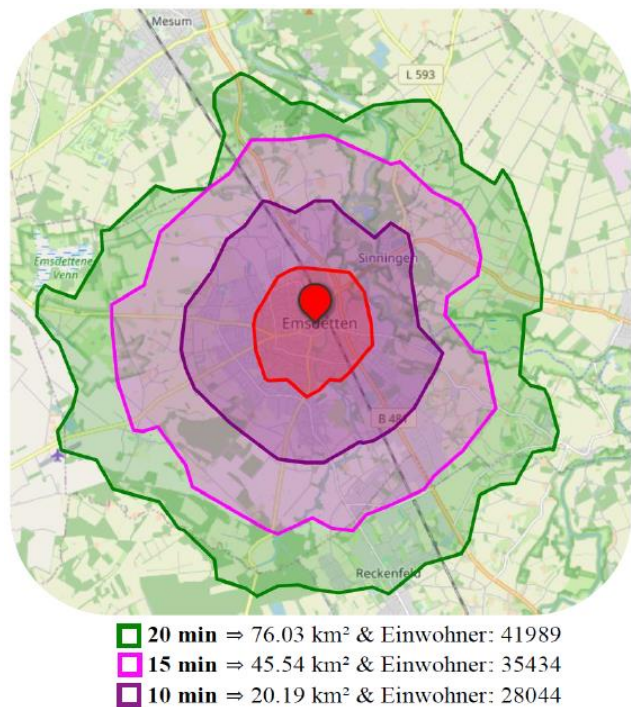 Mesum
L 593
Emsdettener
Venn
Sinningen
Emsdetten
B 481
Reckenfeld
20 min ⇒ 76.03 km² & Einwohner: 41989
15 min ⇒ 45.54 km² & Einwohner: 35434
10 min ⇒ 20.19 km² & Einwohner: 28044